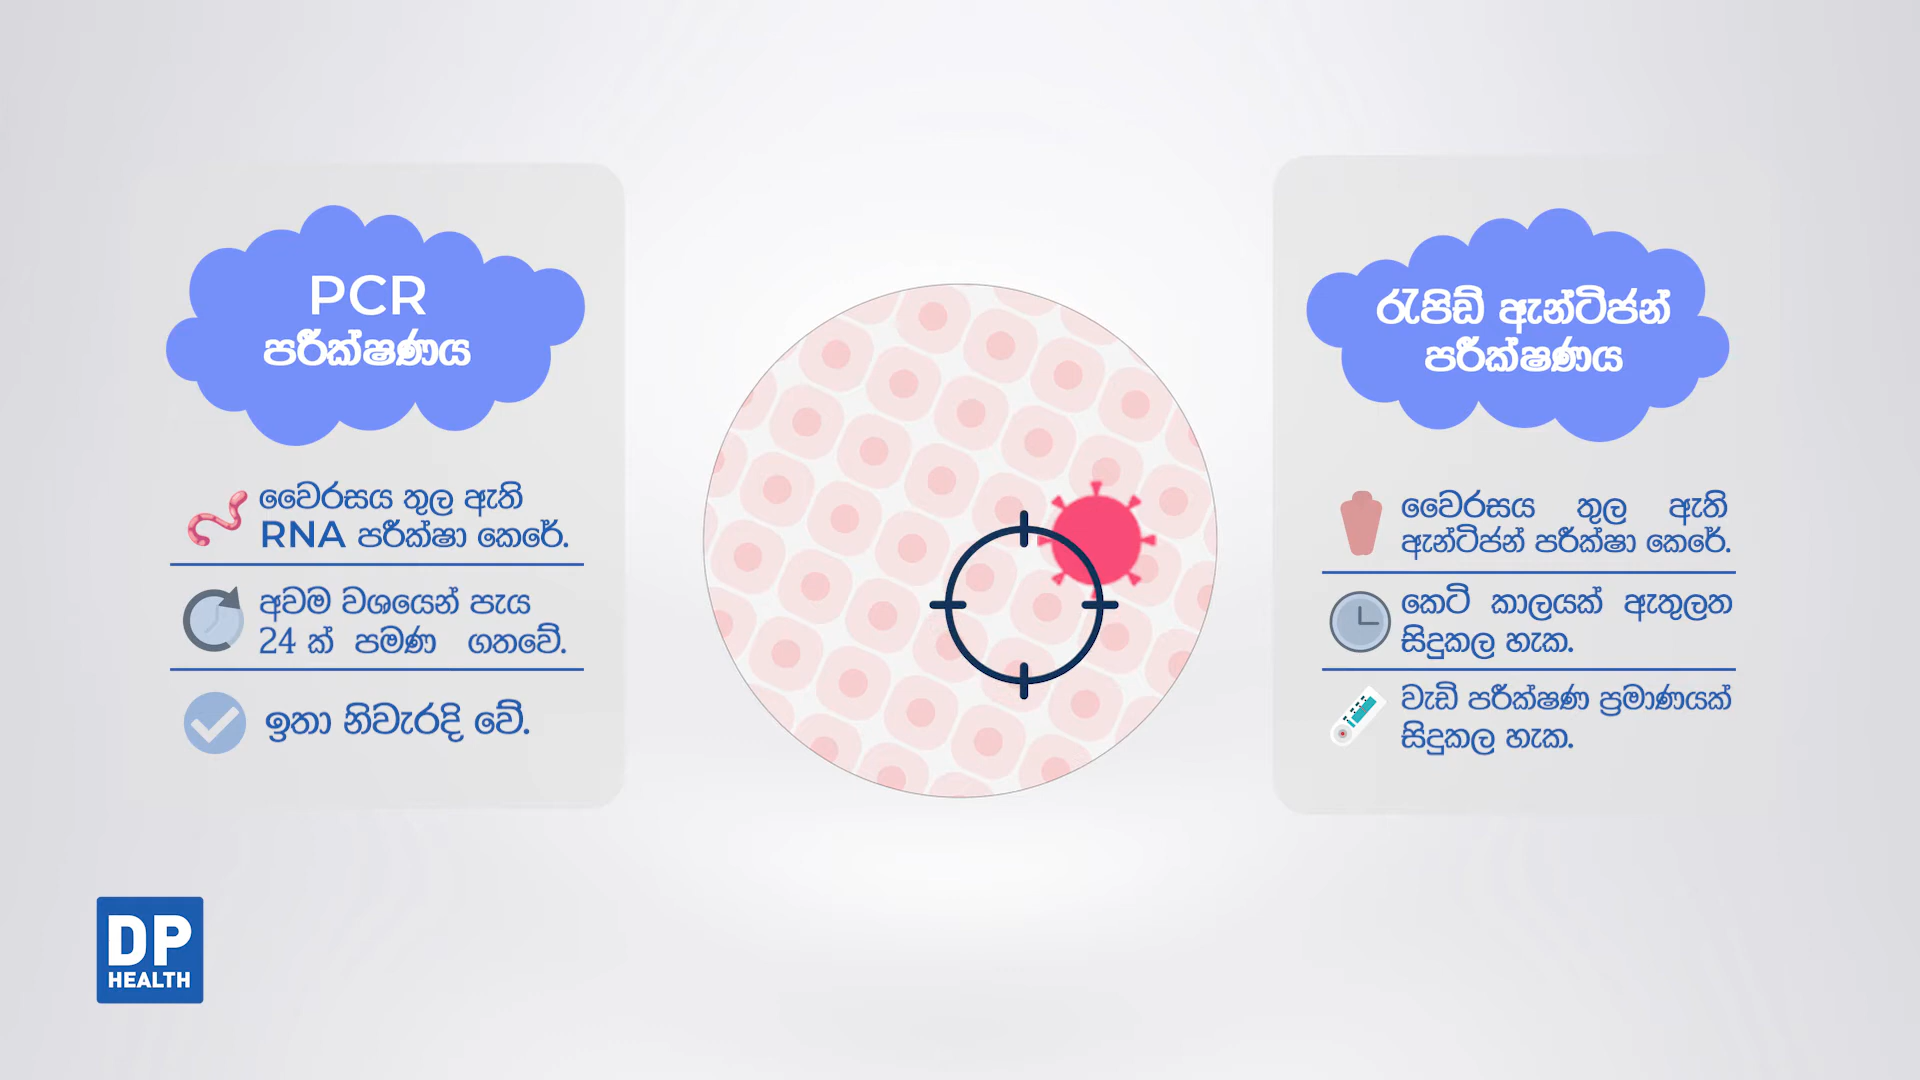 PCR
පරීක්ෂණය
වෛරසය තුල ඇති
RNA පරීක්ෂා කෙරේ.
අවම වශයෙන් පැය
24 ක් පමණ ගතවේ.
ඉතා නිවැරදි වේ.
රැපිඩ් ඇන්ටිජන්
පරීක්ෂණය
වෛරසය තුල ඇති
ඇන්ටිජන් පරීක්ෂා කෙරේ.
කෙටි කාලයක් ඇතුලත
සිදුකල හැක.
වැඩි පරීක්ෂණ ප්‍රමාණයක්
සිදුකල හැක.
DP
HEALTH